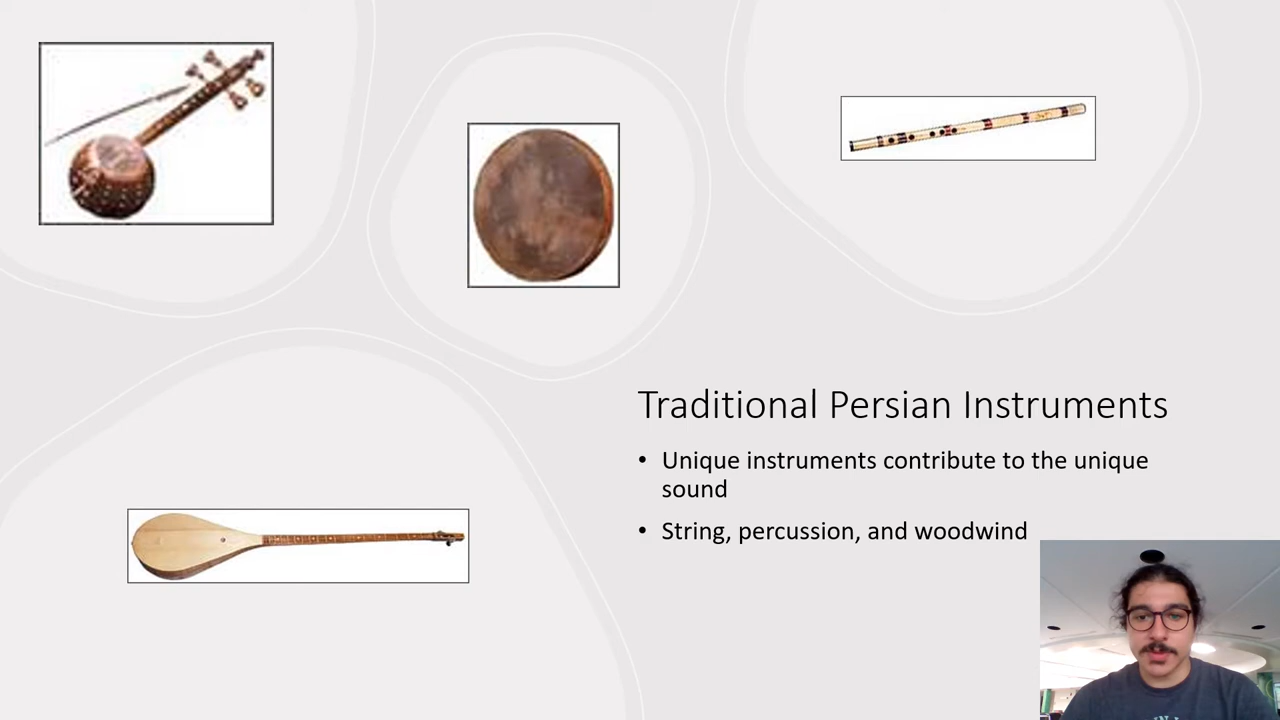 Traditional Persian Instruments
• Unique instruments contribute to the unique
sound
• String, percussion, and woodwind